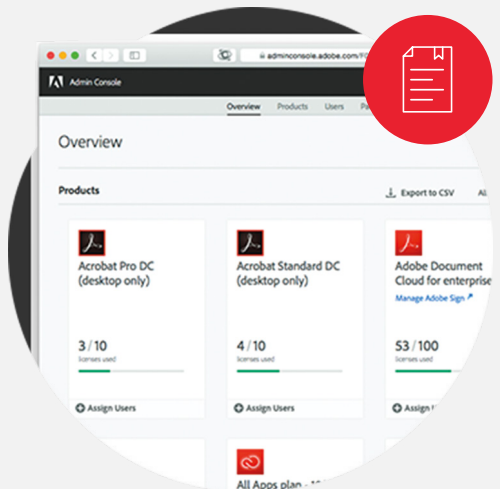 adminconsole.adobe.com/
Admin Console
Overview Products Users
Overview
Products Export to CSV
Acrobat Pro DC
(desktop only)
3 / 10
licenses used
Assign Users
Acrobat Standard DC
(desktop only)
4 / 10
licenses used
Assign Users
Adobe Document
Cloud for enterprise
Manage Adobe Sign
53 / 100
licenses used
Assign
All Apps plan -